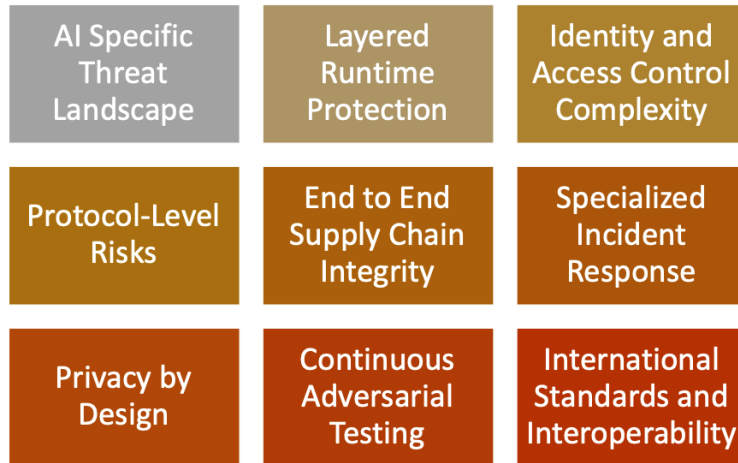 AI Specific
Threat
Landscape
Layered
Runtime
Protection
Identity and
Access Control
Complexity
Protocol-Level
Risks
End to End
Supply Chain
Integrity
Specialized
Incident
Response
Privacy by
Design
Continuous
Adversarial
Testing
International
Standards and
Interoperability